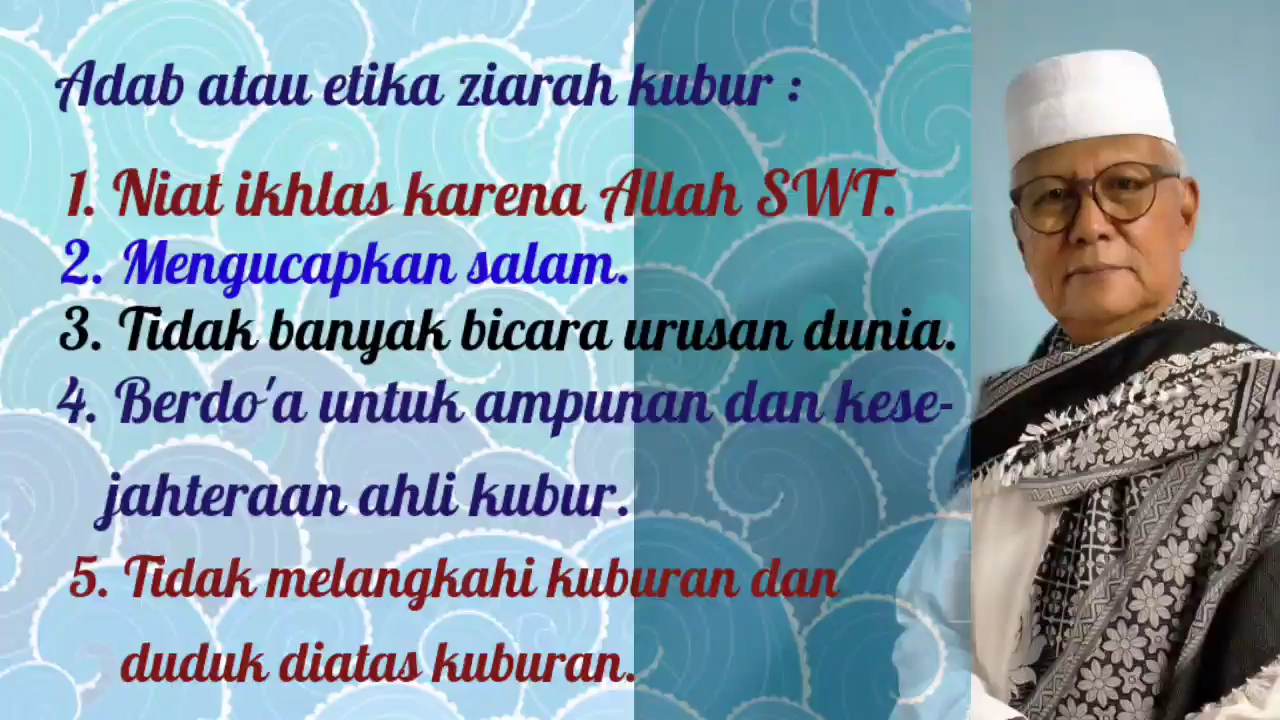 Adab atau etika ziarah kubur :
1. Niat ikhlas karena Allah SWT.
2. Mengucapkan salam.
3. Tidak banyak bicara urusan dunia.
4. Berdo'a untuk ampunan dan kese-
jahteraan ahli kubur.
5. Tidak melangkahi kuburan dan
duduk diatas kuburan.